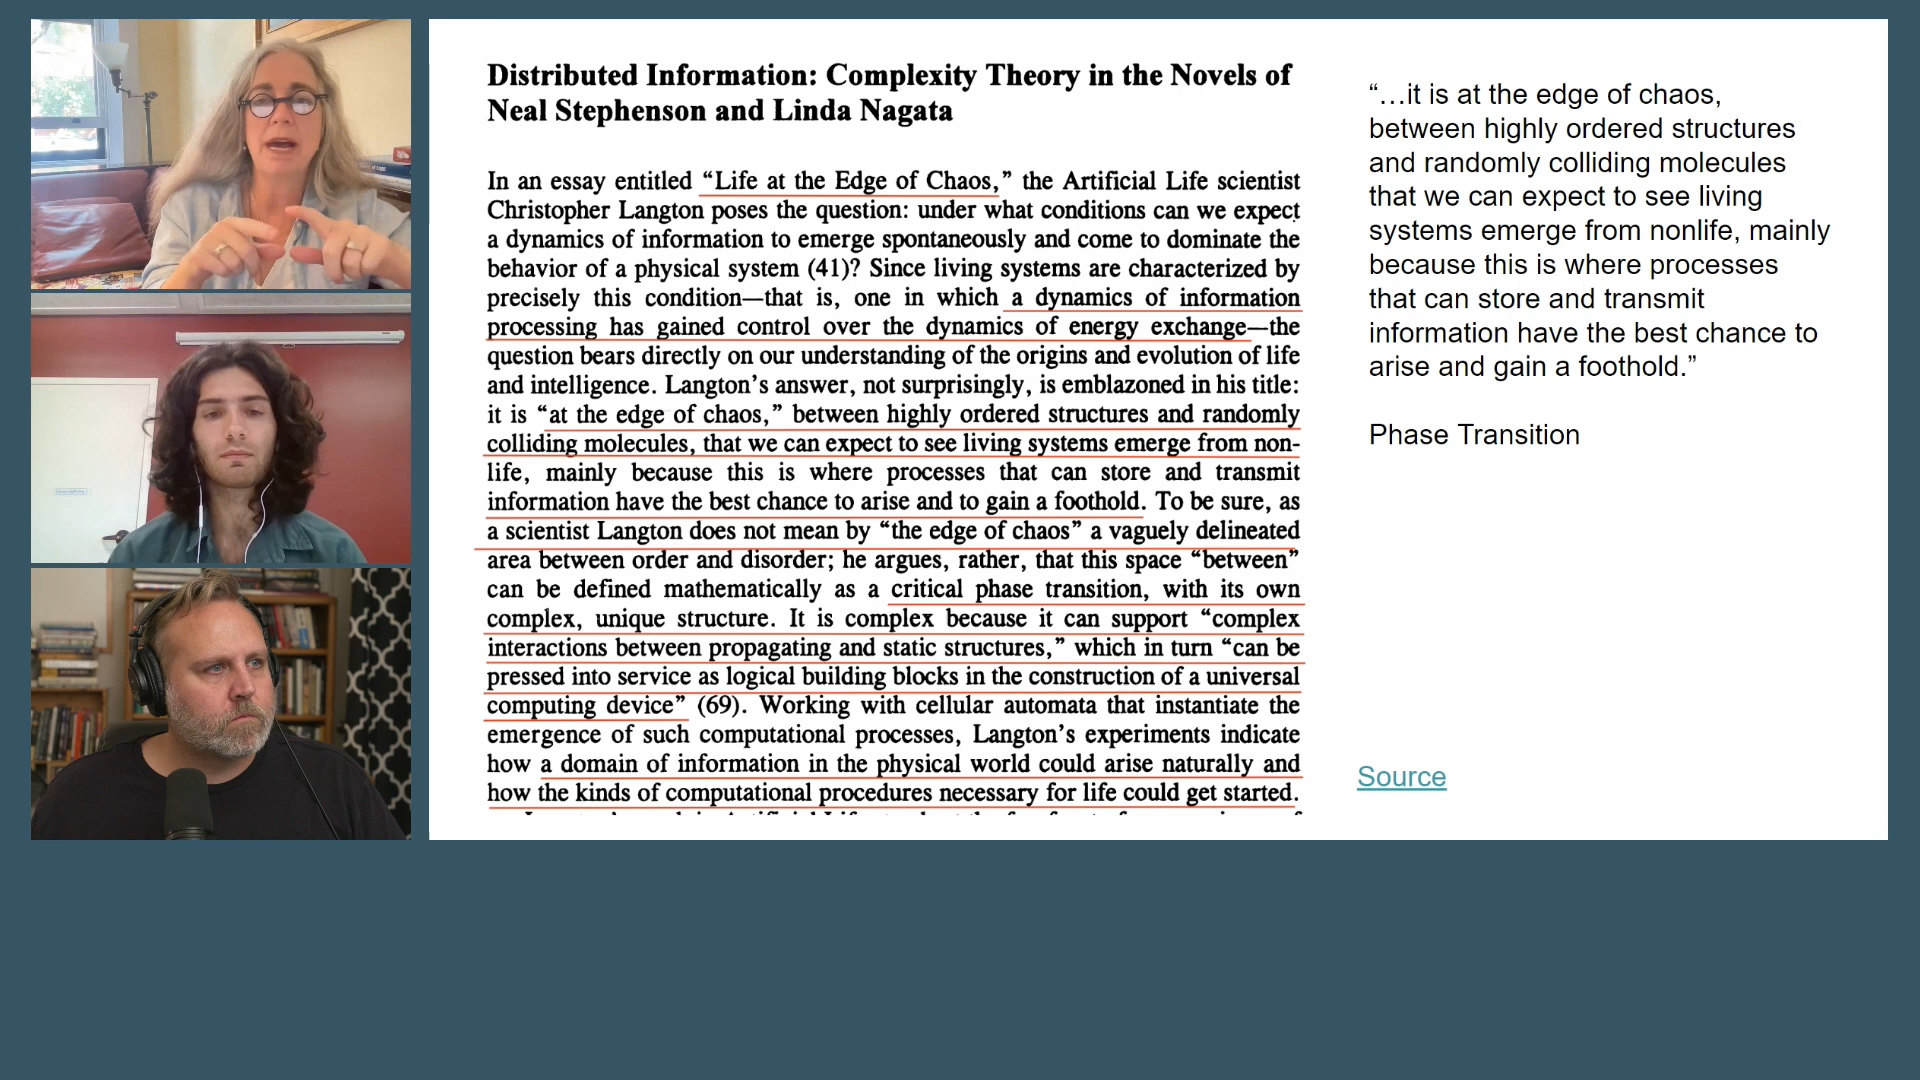 Distributed Information: Complexity Theory in the Novels of
Neal Stephenson and Linda Nagata
In an essay entitled “Life at the Edge of Chaos,” the Artificial Life scientist
Christopher Langton poses the question: under what conditions can we expect
a dynamics of information to emerge spontaneously and come to dominate the
behavior of a physical system (41)? Since living systems are characterized by
precisely this condition—that is, one in which a dynamics of information
processing has gained control over the dynamics of energy exchange—the
question bears directly on our understanding of the origins and evolution of life
and intelligence. Langton’s answer, not surprisingly, is emblazoned in his title:
it is “at the edge of chaos,” between highly ordered structures and randomly
colliding molecules, that we can expect to see living systems emerge from non-
life, mainly because this is where processes that can store and transmit
information have the best chance to arise and to gain a foothold. To be sure, as
a scientist Langton does not mean by “the edge of chaos” a vaguely delineated
area between order and disorder; he argues, rather, that this space “between”
can be defined mathematically as a critical phase transition, with its own
complex, unique structure. It is complex because it can support “complex
interactions between propagating and static structures,” which in turn “can be
pressed into service as logical building blocks in the construction of a universal
computing device” (69). Working with cellular automata that instantiate the
emergence of such computational processes, Langton’s experiments indicate
how a domain of information in the physical world could arise naturally and
how the kinds of computational procedures necessary for life could get started.
“…it is at the edge of chaos,
between highly ordered structures
and randomly colliding molecules
that we can expect to see living
systems emerge from nonlife, mainly
because this is where processes
that can store and transmit
information have the best chance to
arise and gain a foothold.”
Phase Transition
Source